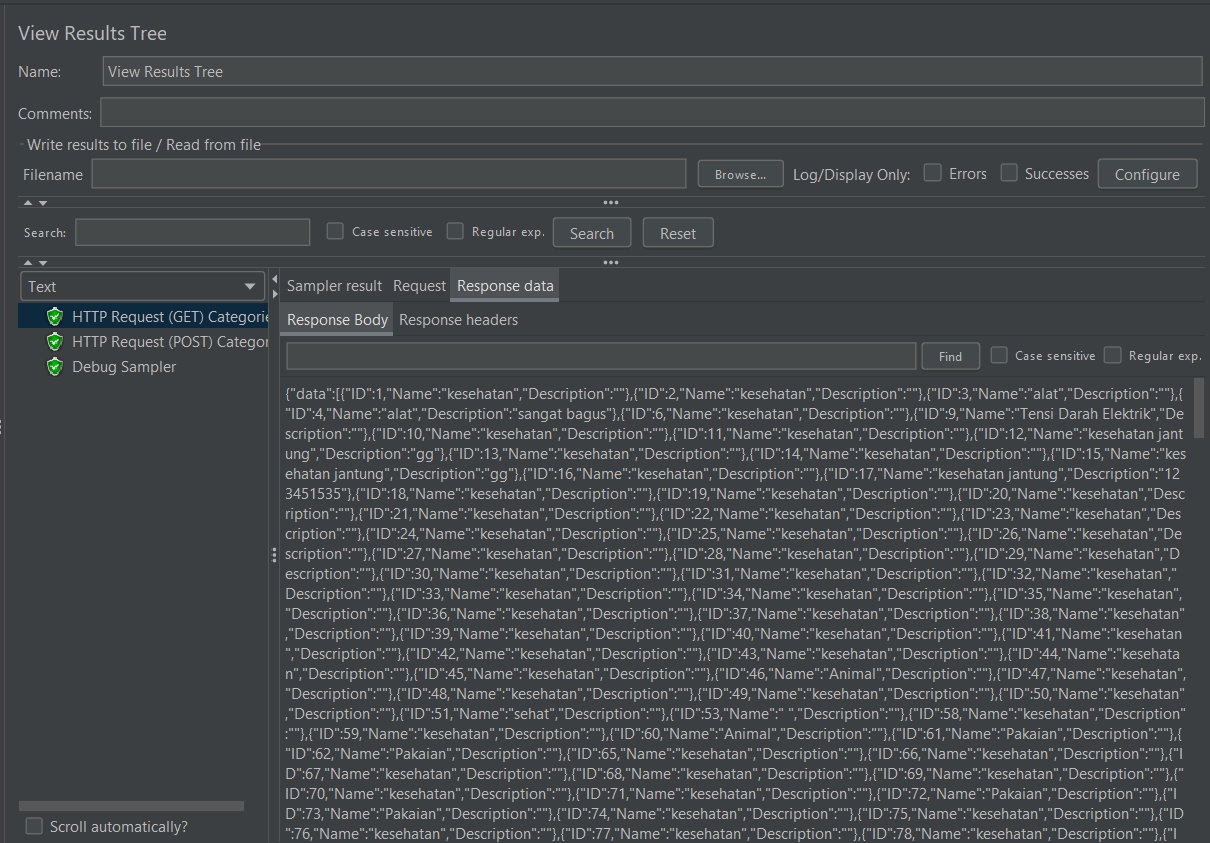 View Results Tree
Name:
View Results Tree
Comments:
Write results to file / Read from file
Filename
Browse...
Log/Display Only:
Errors
Successes
Configure
Search:
Case sensitive
Regular exp.
Search
Reset
Text
HTTP Request (GET) Categorie
HTTP Request (POST) Categor
Debug Sampler
Scroll automatically?
Sampler result
Request
Response data
Response Body
Response headers
Find
Case sensitive
Regular exp.
{"data":[{"ID":1,"Name":"kesehatan","Description":""},{"ID":2,"Name":"kesehatan","Description":""},{"ID":3,"Name":"alat","Description":""},{
"ID":4,"Name":"alat","Description":"sangat bagus"},{"ID":6,"Name":"kesehatan","Description":""},{"ID":9,"Name":"Tensi Darah Elektrik","De
scription":""},{"ID":10,"Name":"kesehatan","Description":""},{"ID":11,"Name":"kesehatan","Description":""},{"ID":12,"Name":"kesehatan jant
ung","Description":"gg"},{"ID":13,"Name":"kesehatan","Description":""},{"ID":14,"Name":"kesehatan","Description":""},{"ID":15,"Name":"kes
ehatan jantung","Description":"gg"},{"ID":16,"Name":"kesehatan","Description":""},{"ID":17,"Name":"kesehatan jantung","Description":"12
3451535"},{"ID":18,"Name":"kesehatan","Description":""},{"ID":19,"Name":"kesehatan","Description":""},{"ID":20,"Name":"kesehatan","Desc
ription":""},{"ID":21,"Name":"kesehatan","Description":""},{"ID":22,"Name":"kesehatan","Description":""},{"ID":23,"Name":"kesehatan","Des
cription":""},{"ID":24,"Name":"kesehatan","Description":""},{"ID":25,"Name":"kesehatan","Description":""},{"ID":26,"Name":"kesehatan","De
scription":""},{"ID":27,"Name":"kesehatan","Description":""},{"ID":28,"Name":"kesehatan","Description":""},{"ID":29,"Name":"kesehatan","D
escription":""},{"ID":30,"Name":"kesehatan","Description":""},{"ID":31,"Name":"kesehatan","Description":""},{"ID":32,"Name":"kesehatan","
Description":""},{"ID":33,"Name":"kesehatan","Description":""},{"ID":34,"Name":"kesehatan","Description":""},{"ID":35,"Name":"kesehatan",
"Description":""},{"ID":36,"Name":"kesehatan","Description":""},{"ID":37,"Name":"kesehatan","Description":""},{"ID":38,"Name":"kesehatan"
,"Description":""},{"ID":39,"Name":"kesehatan","Description":""},{"ID":40,"Name":"kesehatan","Description":""},{"ID":41,"Name":"kesehatan
","Description":""},{"ID":42,"Name":"kesehatan","Description":""},{"ID":43,"Name":"kesehatan","Description":""},{"ID":44,"Name":"kesehata
n","Description":""},{"ID":45,"Name":"kesehatan","Description":""},{"ID":46,"Name":"Animal","Description":""},{"ID":47,"Name":"kesehatan",
"Description":""},{"ID":48,"Name":"kesehatan","Description":""},{"ID":49,"Name":"kesehatan","Description":""},{"ID":50,"Name":"kesehatan"
,"Description":""},{"ID":51,"Name":"sehat","Description":""},{"ID":53,"Name":" ","Description":""},{"ID":58,"Name":"kesehatan","Description"
:""},{"ID":59,"Name":"kesehatan","Description":""},{"ID":60,"Name":"Animal","Description":""},{"ID":61,"Name":"Pakaian","Description":""},{
"ID":62,"Name":"Pakaian","Description":""},{"ID":65,"Name":"kesehatan","Description":""},{"ID":66,"Name":"kesehatan","Description":""},{"I
D":67,"Name":"kesehatan","Description":""},{"ID":68,"Name":"kesehatan","Description":""},{"ID":69,"Name":"kesehatan","Description":""},{"
ID":70,"Name":"kesehatan","Description":""},{"ID":71,"Name":"kesehatan","Description":""},{"ID":72,"Name":"Pakaian","Description":""},{"ID
":73,"Name":"Pakaian","Description":""},{"ID":74,"Name":"kesehatan","Description":""},{"ID":75,"Name":"kesehatan","Description":""},{"ID"
:76,"Name":"kesehatan","Description":""},{"ID":77,"Name":"kesehatan","Description":""},{"ID":78,"Name":"kesehatan","Description":""},{"I